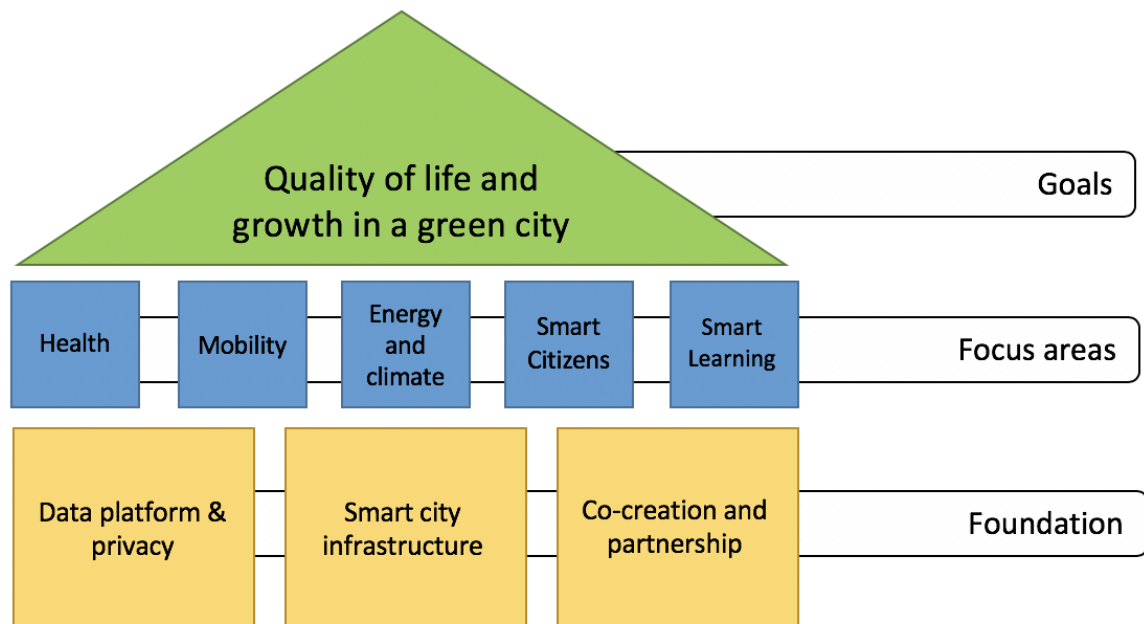 Quality of life and
growth in a green city
Goals
Health
Mobility
Energy
and
climate
Smart
Citizens
Smart
Learning
Focus areas
Data platform &
privacy
Smart city
infrastructure
Co-creation and
partnership
Foundation